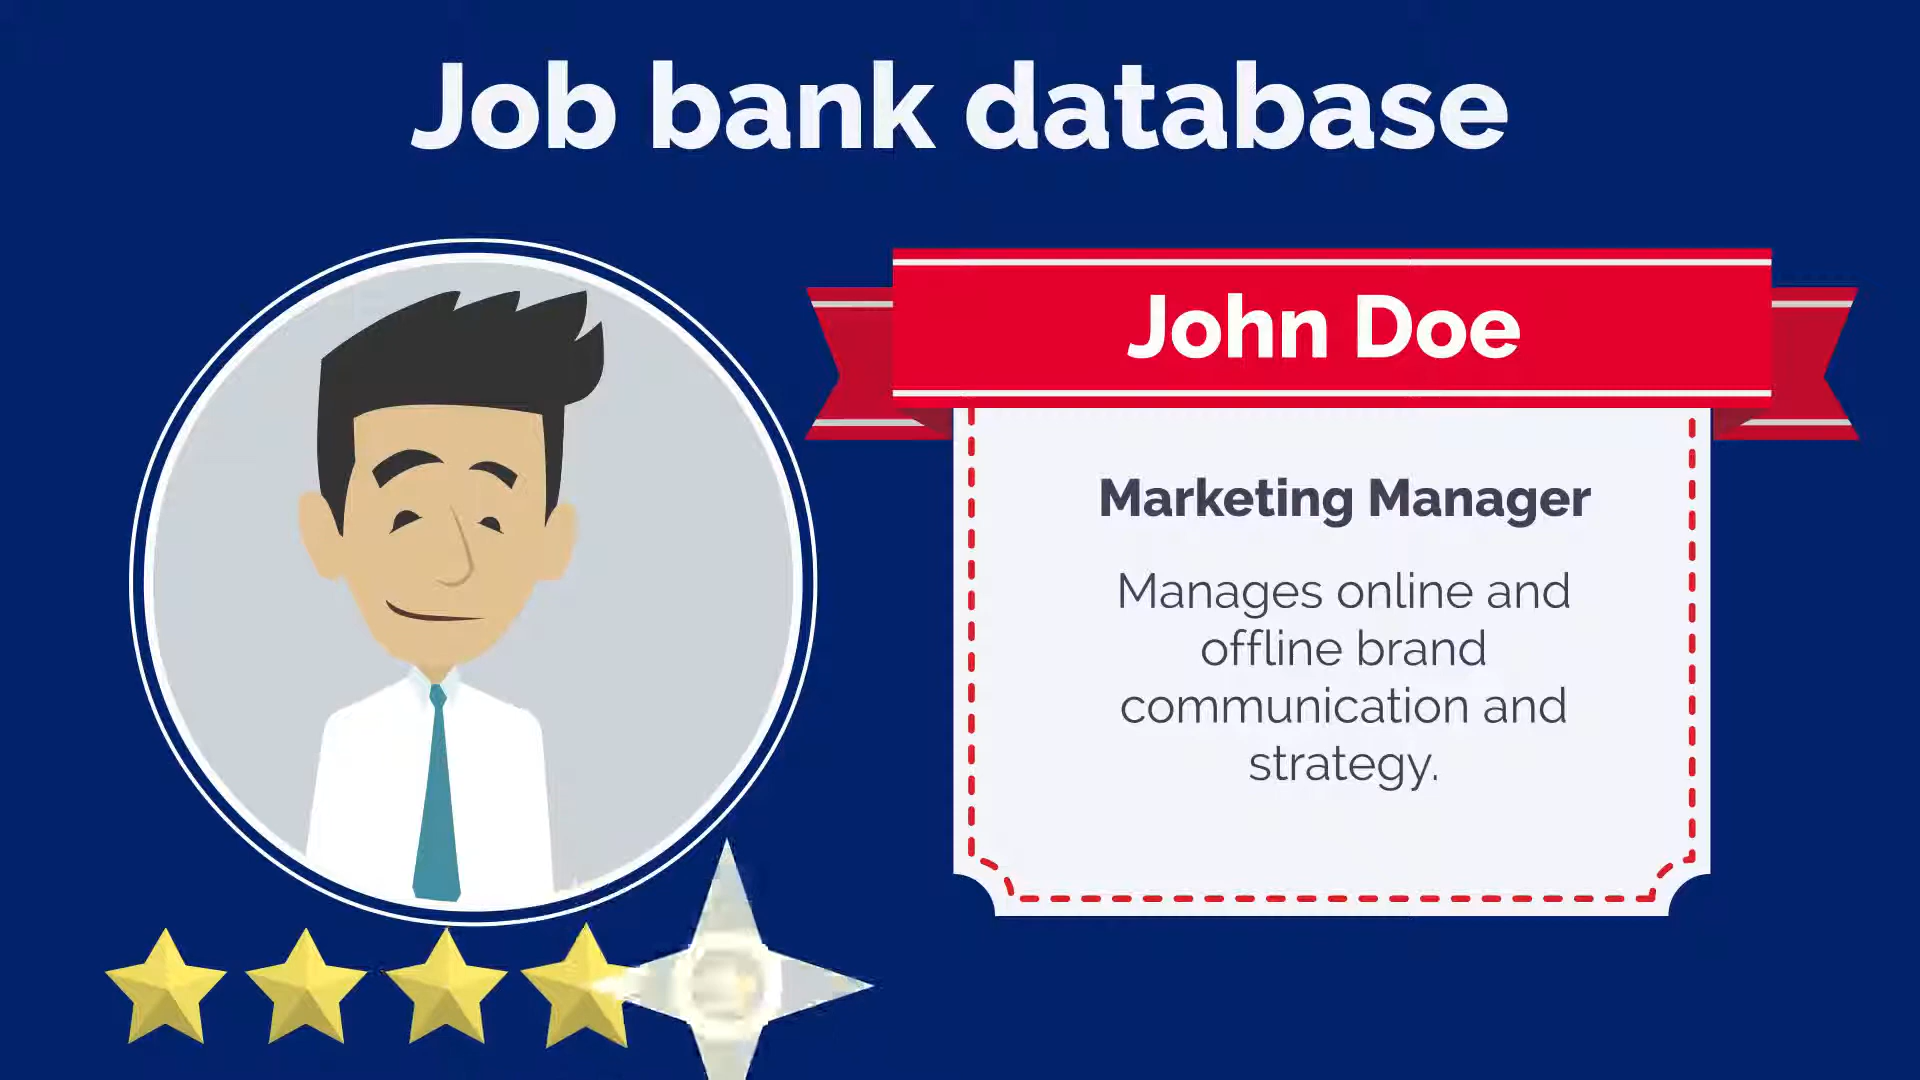 Job bank database
John Doe
Marketing Manager
Manages online and
offline brand
communication and
strategy.